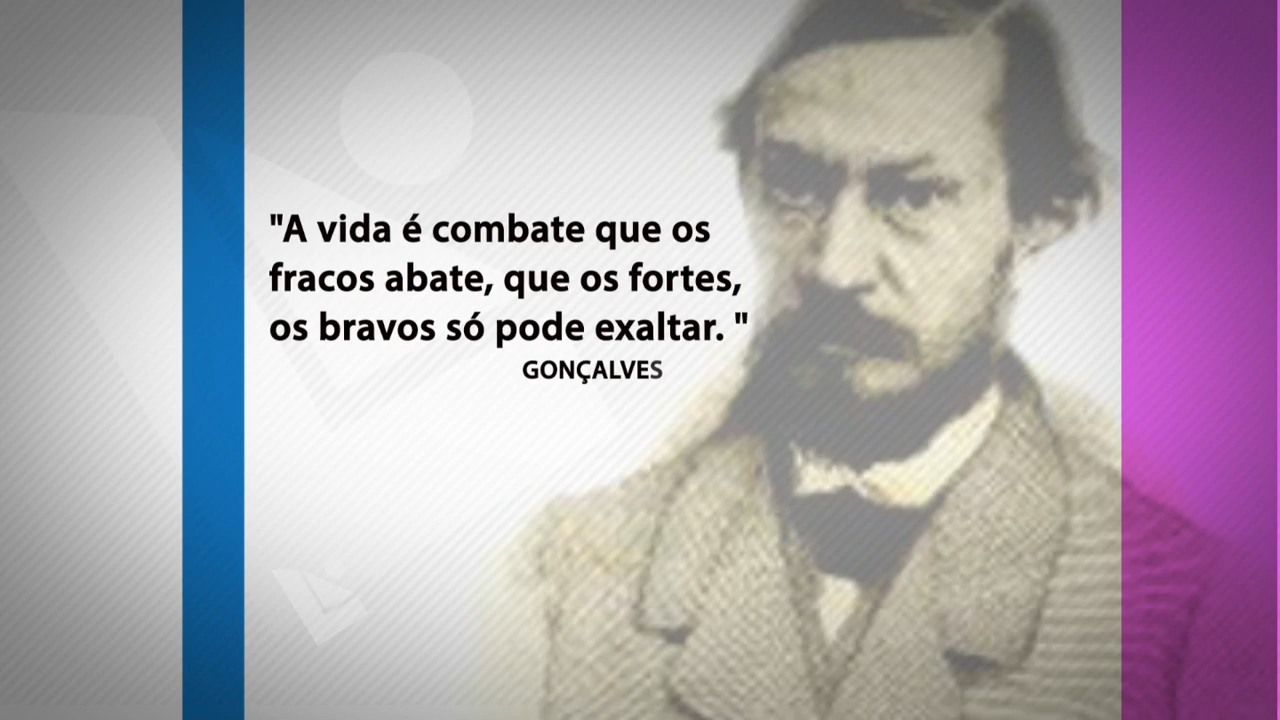 "A vida é combate que os
fracos abate, que os fortes,
os bravos só pode exaltar. "
GONÇALVES